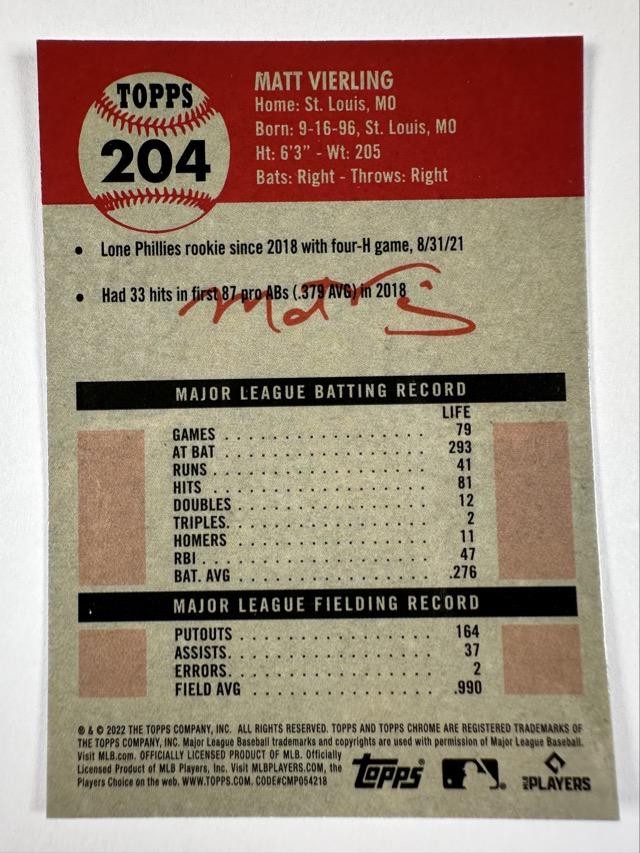 TOPPS
204
MATT VIERLING
Home: St. Louis, MO
Born: 9-16-96, St. Louis, MO
Ht: 6'3" - Wt: 205
Bats: Right - Throws: Right
• Lone Phillies rookie since 2018 with four-H game, 8/31/21
• Had 33 hits in first 87 pro ABs (.379 AVG) in 2018
MAJOR LEAGUE BATTING RECORD
LIFE
GAMES . . . . . . . . . . . . . . . . . . 79
AT BAT . . . . . . . . . . . . . . . . . . 293
RUNS . . . . . . . . . . . . . . . . . . 41
HITS . . . . . . . . . . . . . . . . . . 81
DOUBLES . . . . . . . . . . . . . . . . . 12
TRIPLES. . . . . . . . . . . . . . . . . . 2
HOMERS . . . . . . . . . . . . . . . . . 11
RBI . . . . . . . . . . . . . . . . . . . 47
BAT. AVG . . . . . . . . . . . . . . . . . .276
MAJOR LEAGUE FIELDING RECORD
PUTOUTS . . . . . . . . . . . . . . . . . 164
ASSISTS. . . . . . . . . . . . . . . . . . 37
ERRORS. . . . . . . . . . . . . . . . . . 2
FIELD AVG . . . . . . . . . . . . . . . . .990
® & © 2022 THE TOPPS COMPANY, INC. ALL RIGHTS RESERVED. TOPPS AND TOPPS CHROME ARE REGISTERED TRADEMARKS OF
THE TOPPS COMPANY, INC. Major League Baseball trademarks and copyrights are used with permission of Major League Baseball.
Visit MLB.com. OFFICIALLY LICENSED PRODUCT OF MLB. Officially
Licensed Product of MLB Players, Inc. Visit MLBPLAYERS.COM, the
Players Choice on the web. WWW.TOPPS.COM. CODE#CMP054218
topps
MLB PLAYERS